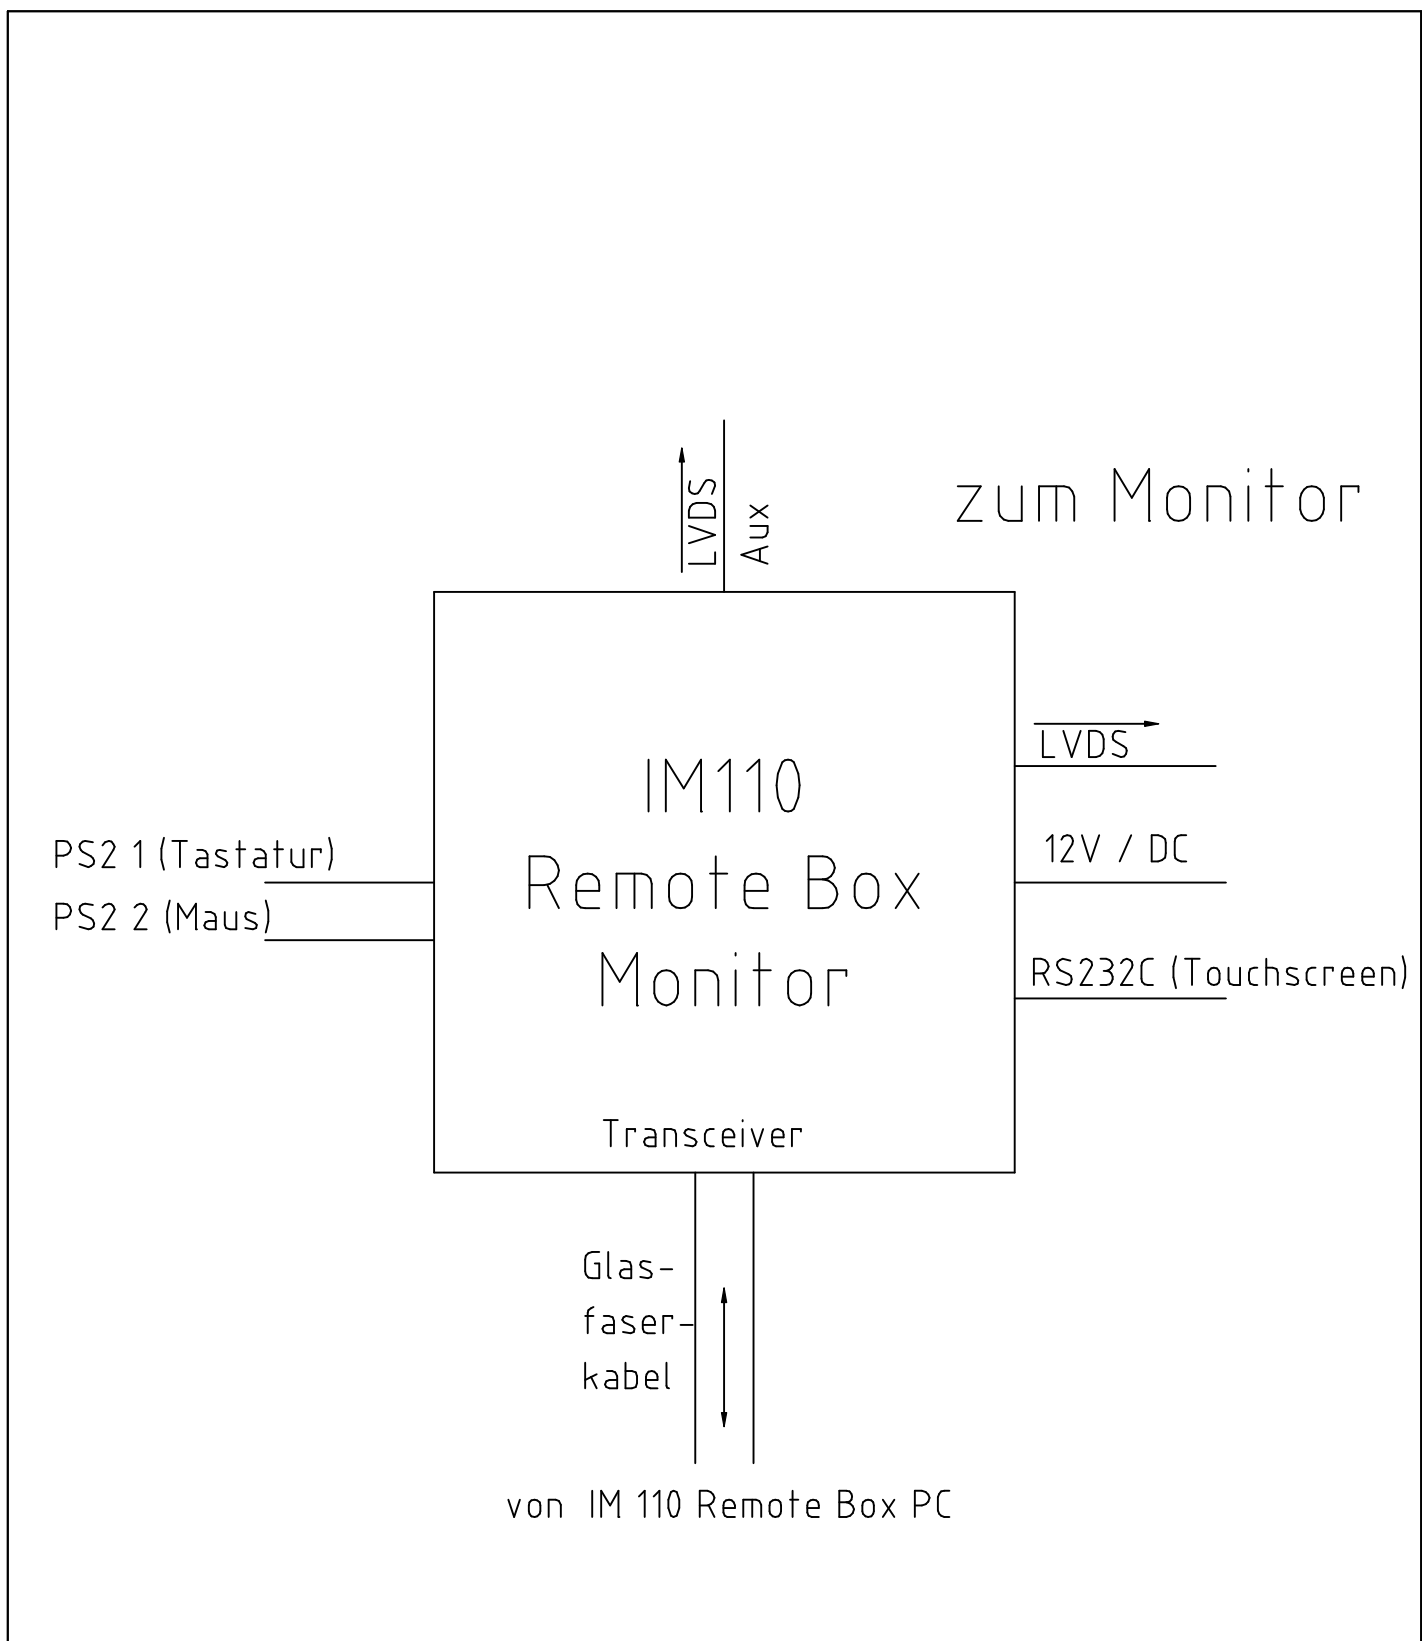 zum Monitor
LVDS
Aux
LVDS
IM110
12V / DC
PS2 1 (Tastatur)
Remote Box
PS2 2 (Maus)
RS232C (Touchscreen)
Monitor
Transceiver
Glas-
faser-
kabel
von IM 110 Remote Box PC